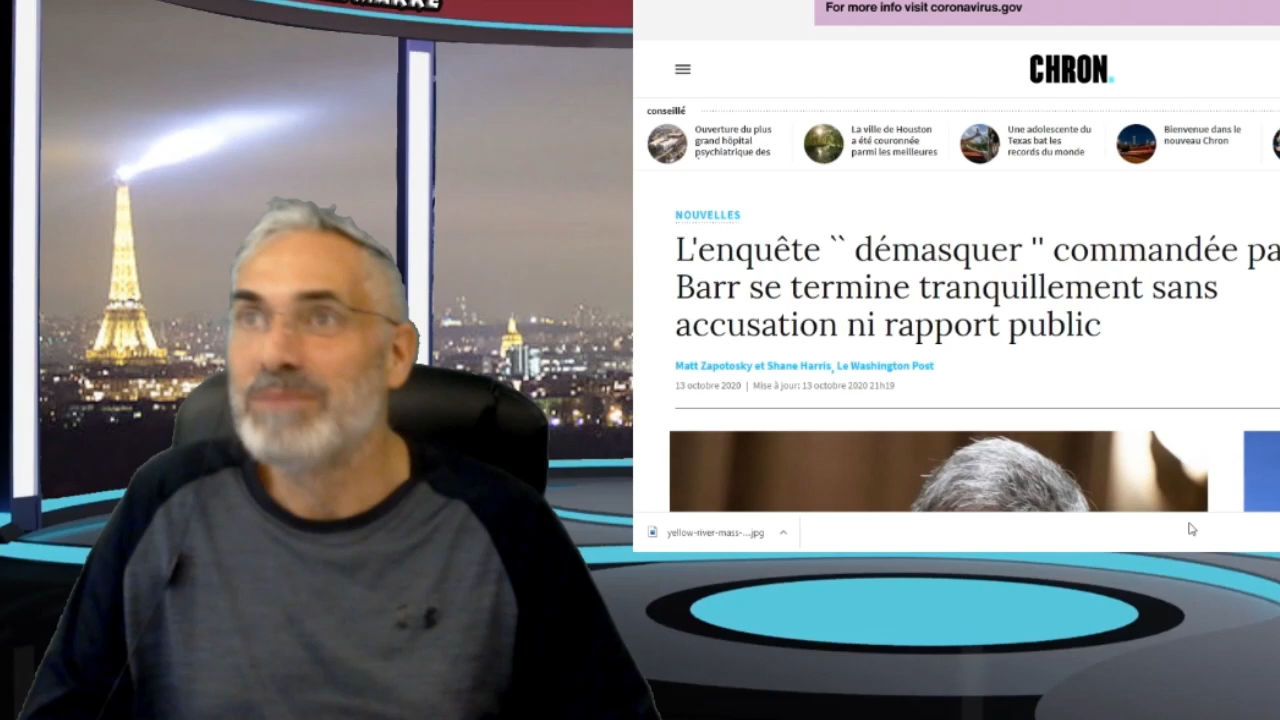 For more info visit coronavirus.gov
CHRON.
conseillé
Ouverture du plus
grand hôpital
psychiatrique des
La ville de Houston
a été couronnée
parmi les meilleures
Une adolescente du
Texas bat les
records du monde
Bienvenue dans le
nouveau Chron
NOUVELLES
L'enquête `` démasquer '' commandée pa
Barr se termine tranquillement sans
accusation ni rapport public
Matt Zapotosky et Shane Harris, Le Washington Post
13 octobre 2020 | Mise à jour: 13 octobre 2020 21h19
yellow-river-mass-...jpg